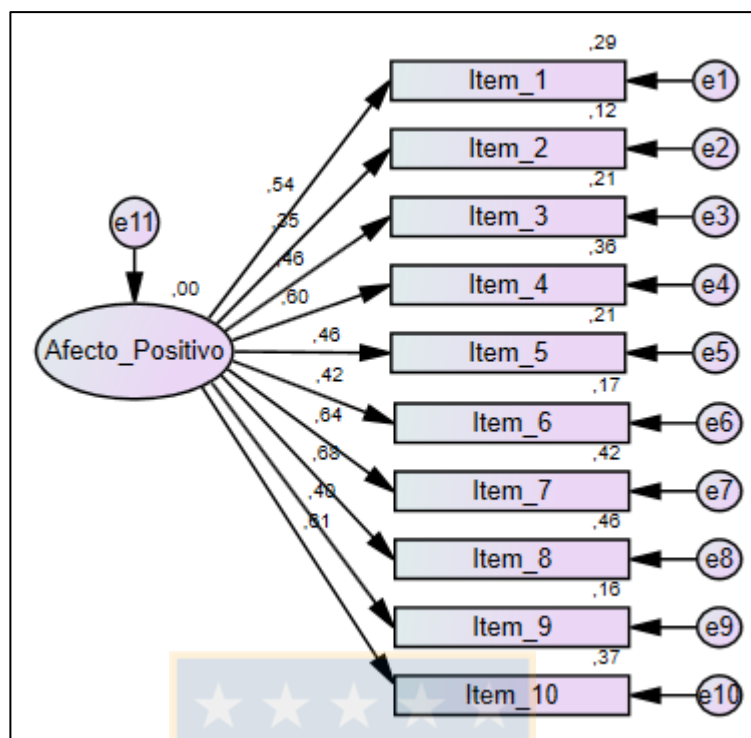 ,29
Item_1
e1
,12
Item_2
e2
,54
,21
e11
,35
Item_3
e3
,46
,36
,00
,60
Item_4
e4
,21
Afecto_Positivo
,46
Item_5
e5
,42
,17
Item_6
e6
,64
,68
,42
,40
Item_7
e7
,61
,46
Item_8
e8
,16
Item_9
e9
,37
Item_10
e10